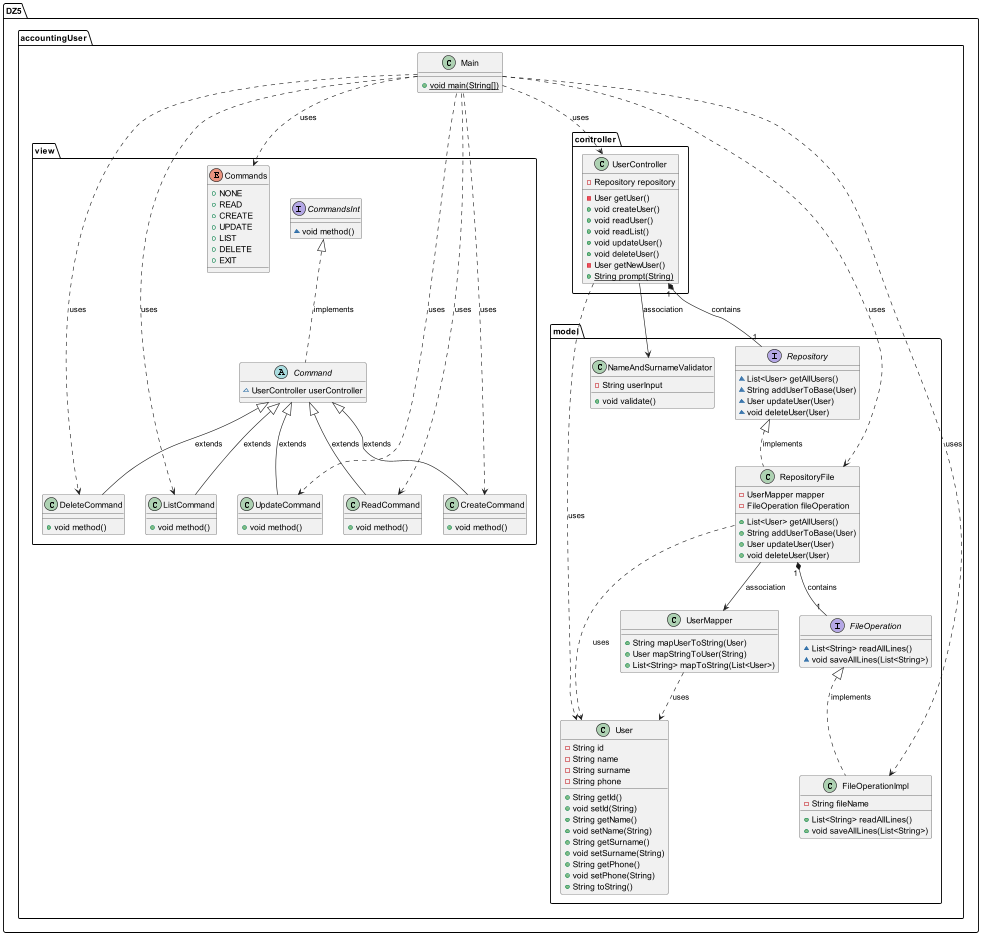 DZ5
accountingUser
C Main
void main(String[])
uses
uses
uses
uses
uses
uses
uses
uses
uses
view
E Commands
NONE
READ
CREATE
UPDATE
LIST
DELETE
EXIT
I CommandsInt
void method()
implements
A Command
UserController userController
extends
extends
extends
extends
extends
C DeleteCommand
void method()
C ListCommand
void method()
C UpdateCommand
void method()
C ReadCommand
void method()
C CreateCommand
void method()
controller
C UserController
Repository repository
User getUser()
void createUser()
void readUser()
void readList()
void updateUser()
void deleteUser()
User getNewUser()
String prompt(String)
1
association
contains
1
uses
model
C NameAndSurnameValidator
String userInput
void validate()
I Repository
List<User> getAllUsers()
String addUserToBase(User)
User updateUser(User)
void deleteUser(User)
implements
C RepositoryFile
UserMapper mapper
FileOperation fileOperation
List<User> getAllUsers()
String addUserToBase(User)
User updateUser(User)
void deleteUser(User)
1
association
contains
1
uses
C UserMapper
String mapUserToString(User)
User mapStringToUser(String)
List<String> mapToString(List<User>)
uses
I FileOperation
List<String> readAllLines()
void saveAllLines(List<String>)
implements
C User
String id
String name
String surname
String phone
String getId()
void setId(String)
String getName()
void setName(String)
String getSurname()
void setSurname(String)
String getPhone()
void setPhone(String)
String toString()
C FileOperationImpl
String fileName
List<String> readAllLines()
void saveAllLines(List<String>)